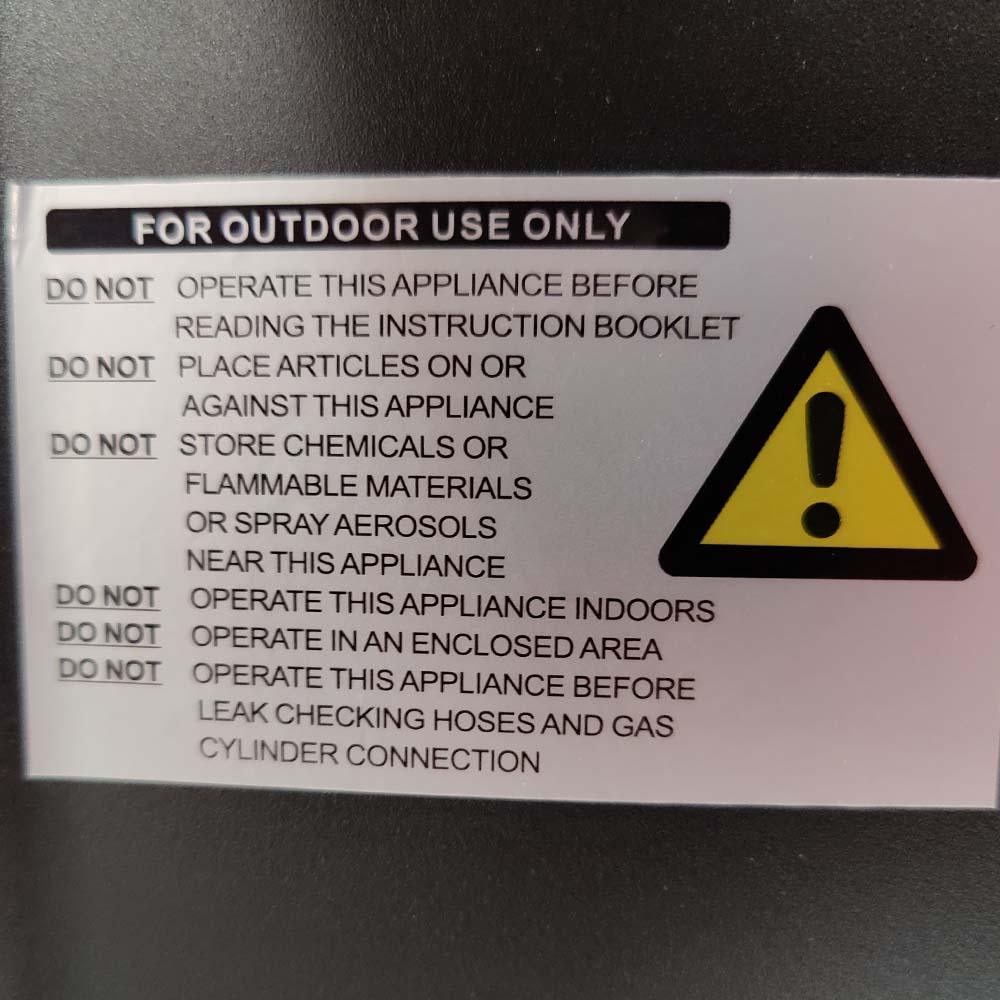 FOR OUTDOOR USE ONLY
DO NOT OPERATE THIS APPLIANCE BEFORE
READING THE INSTRUCTION BOOKLET
DO NOT PLACE ARTICLES ON OR
AGAINST THIS APPLIANCE
DO NOT STORE CHEMICALS OR
FLAMMABLE MATERIALS
OR SPRAY AEROSOLS
NEAR THIS APPLIANCE
DO NOT OPERATE THIS APPLIANCE INDOORS
DO NOT OPERATE IN AN ENCLOSED AREA
DO NOT OPERATE THIS APPLIANCE BEFORE
LEAK CHECKING HOSES AND GAS
CYLINDER CONNECTION